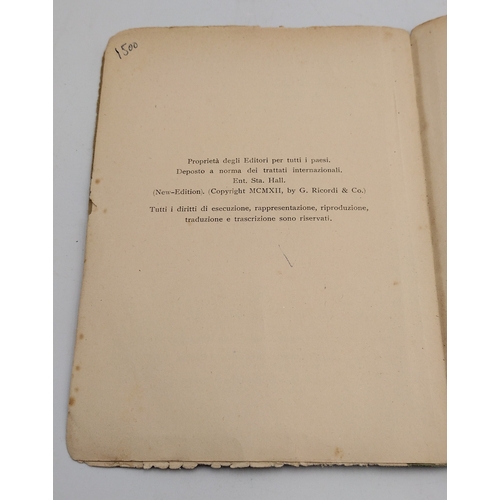 1500
Proprietà degli Editori per tutti i paesi.
Deposto a norma dei trattati internazionali.
Ent. Sta. Hall.
(New-Edition). (Copyright MCMXII, by G. Ricordi & Co.)
Tutti i diritti di esecuzione, rappresentazione, riproduzione,
traduzione e trascrizione sono riservati.